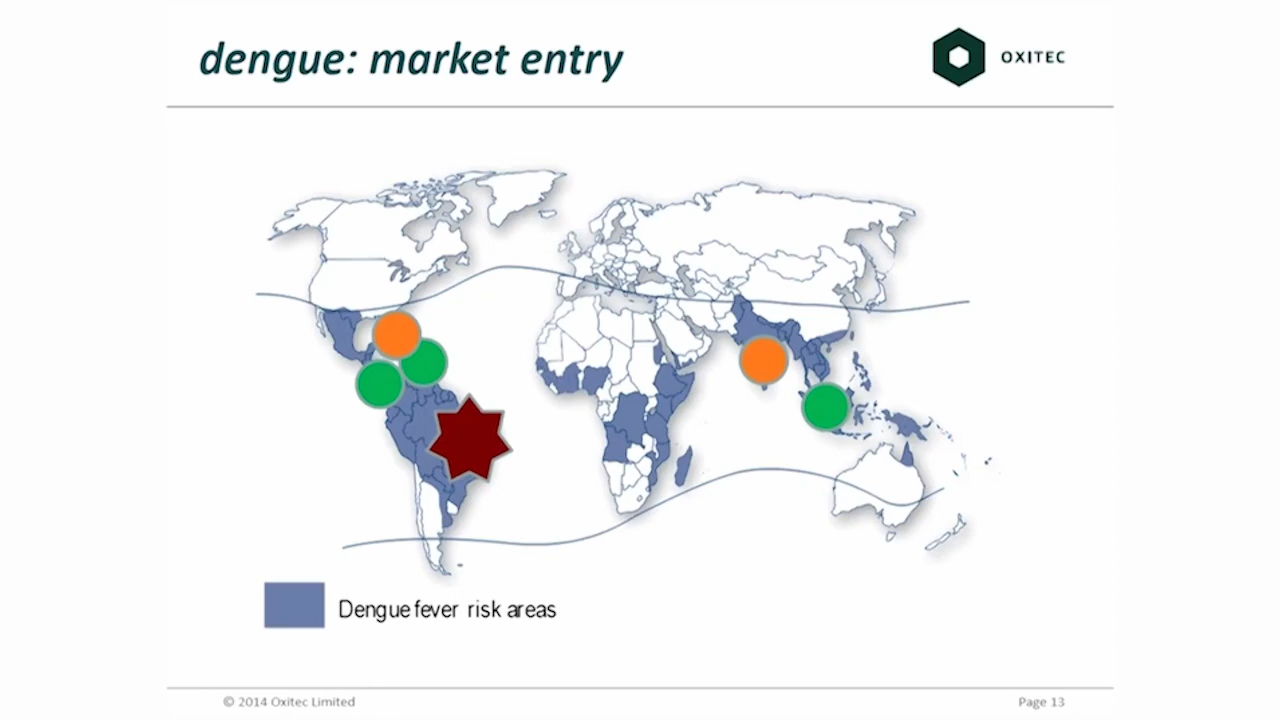 dengue: market entry
OXITEC
Dengue fever risk areas
© 2014 Oxitec Limited
Page 13